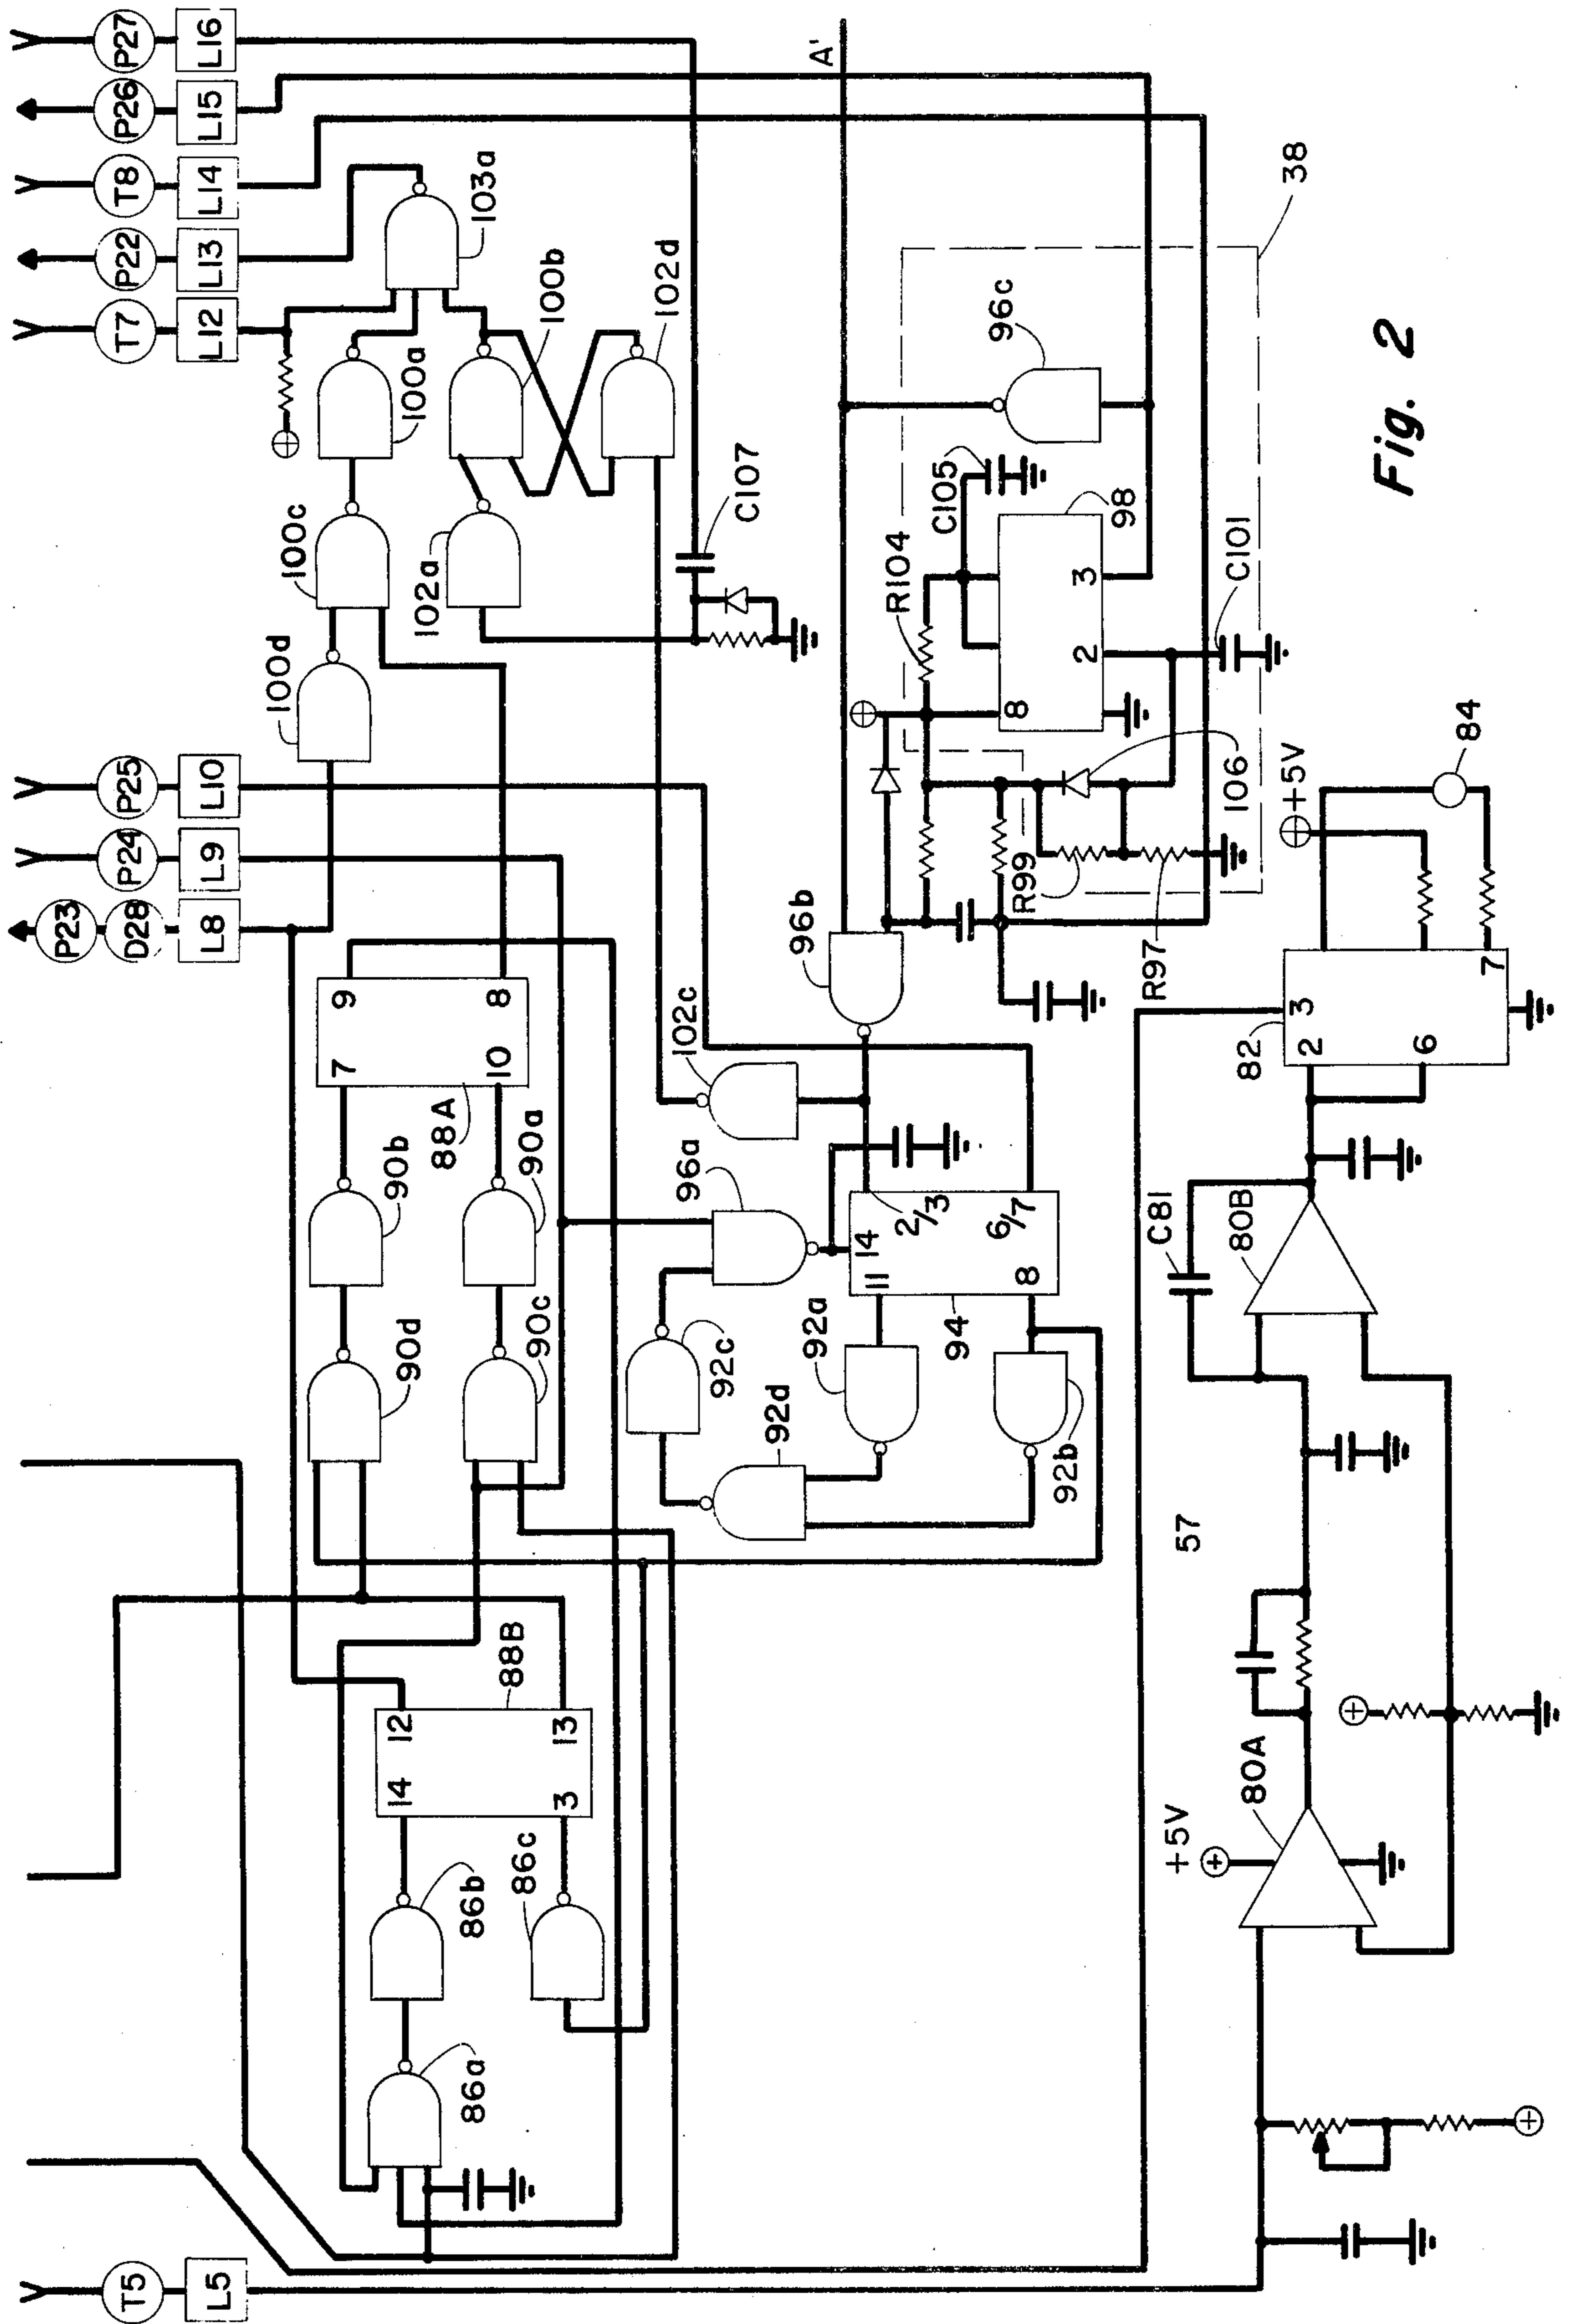 T5
L5
P23
D28
L8
P24
L9
P25
L10
T7
L12
P22
L13
T8
L14
P26
L15
P27
L16
86a
86b
86c
14
12
3
13
88B
90d
90b
90c
90a
7
9
10
8
88A
100d
100c
100a
103a
102a
100b
102d
C107
92c
96a
102c
96b
A'
92d
92a
92b
11
14
2/3
8
6/7
94
R104
C105
96c
38
8
2
3
98
C101
R99
R97
106
57
+5V
80A
C81
80B
82
2
3
6
7
+5V
84
Fig. 2